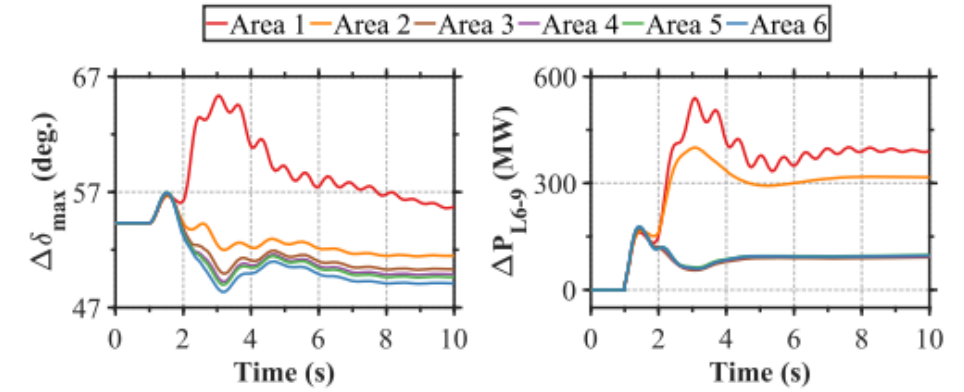 Area 1 Area 2 Area 3 Area 4 Area 5 Area 6
67
57
47
Δδmax (deg.)
0 2 4 6 8 10
Time (s)
600
300
0
ΔPL6-9 (MW)
0 2 4 6 8 10
Time (s)